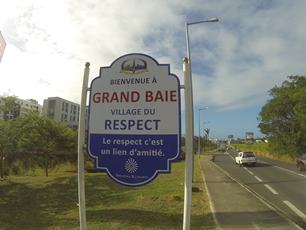 BIENVENUE À
GRAND BAIE
VILLAGE DU
RESPECT
Le respect c'est
un lien d'amitié.